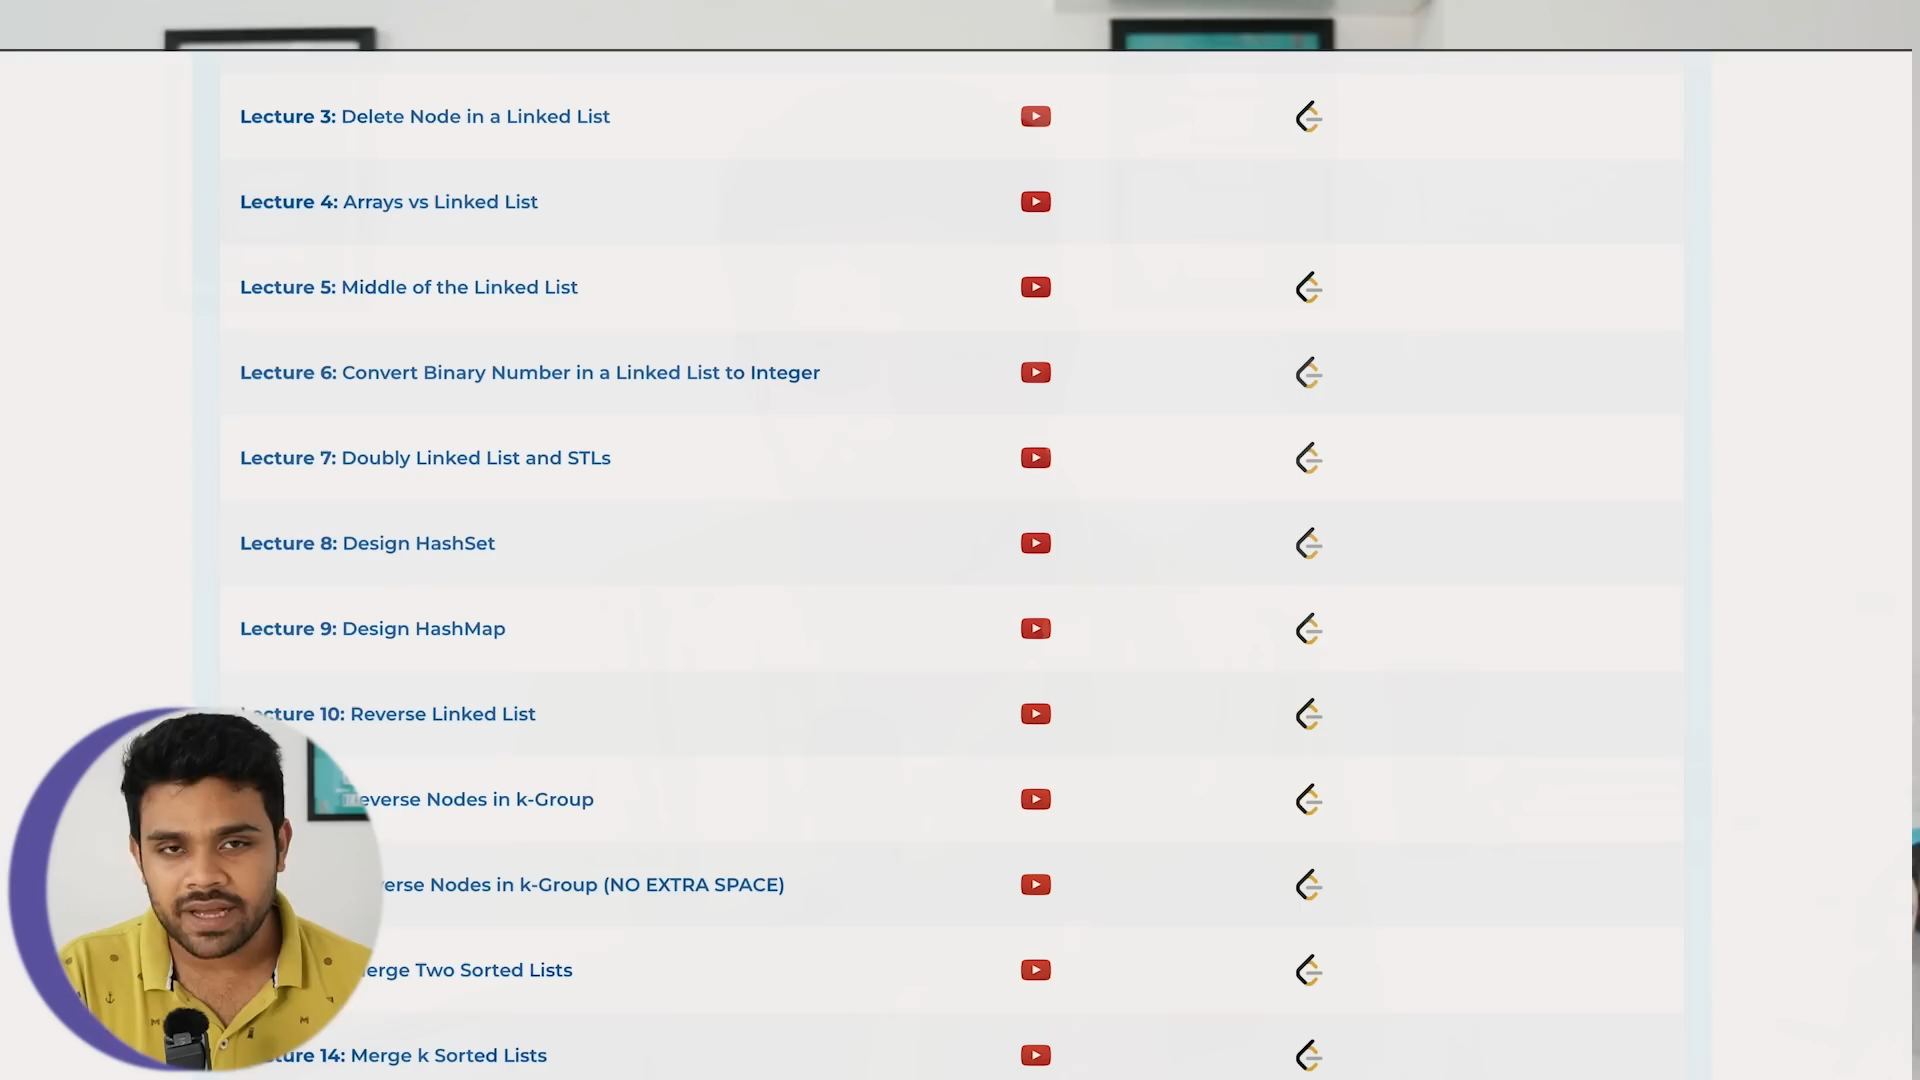 Lecture 3: Delete Node in a Linked List
Lecture 4: Arrays vs Linked List
Lecture 5: Middle of the Linked List
Lecture 6: Convert Binary Number in a Linked List to Integer
Lecture 7: Doubly Linked List and STLs
Lecture 8: Design HashSet
Lecture 9: Design HashMap
cture 10: Reverse Linked List
everse Nodes in k-Group
verse Nodes in k-Group (NO EXTRA SPACE)
erge Two Sorted Lists
ture 14: Merge k Sorted Lists